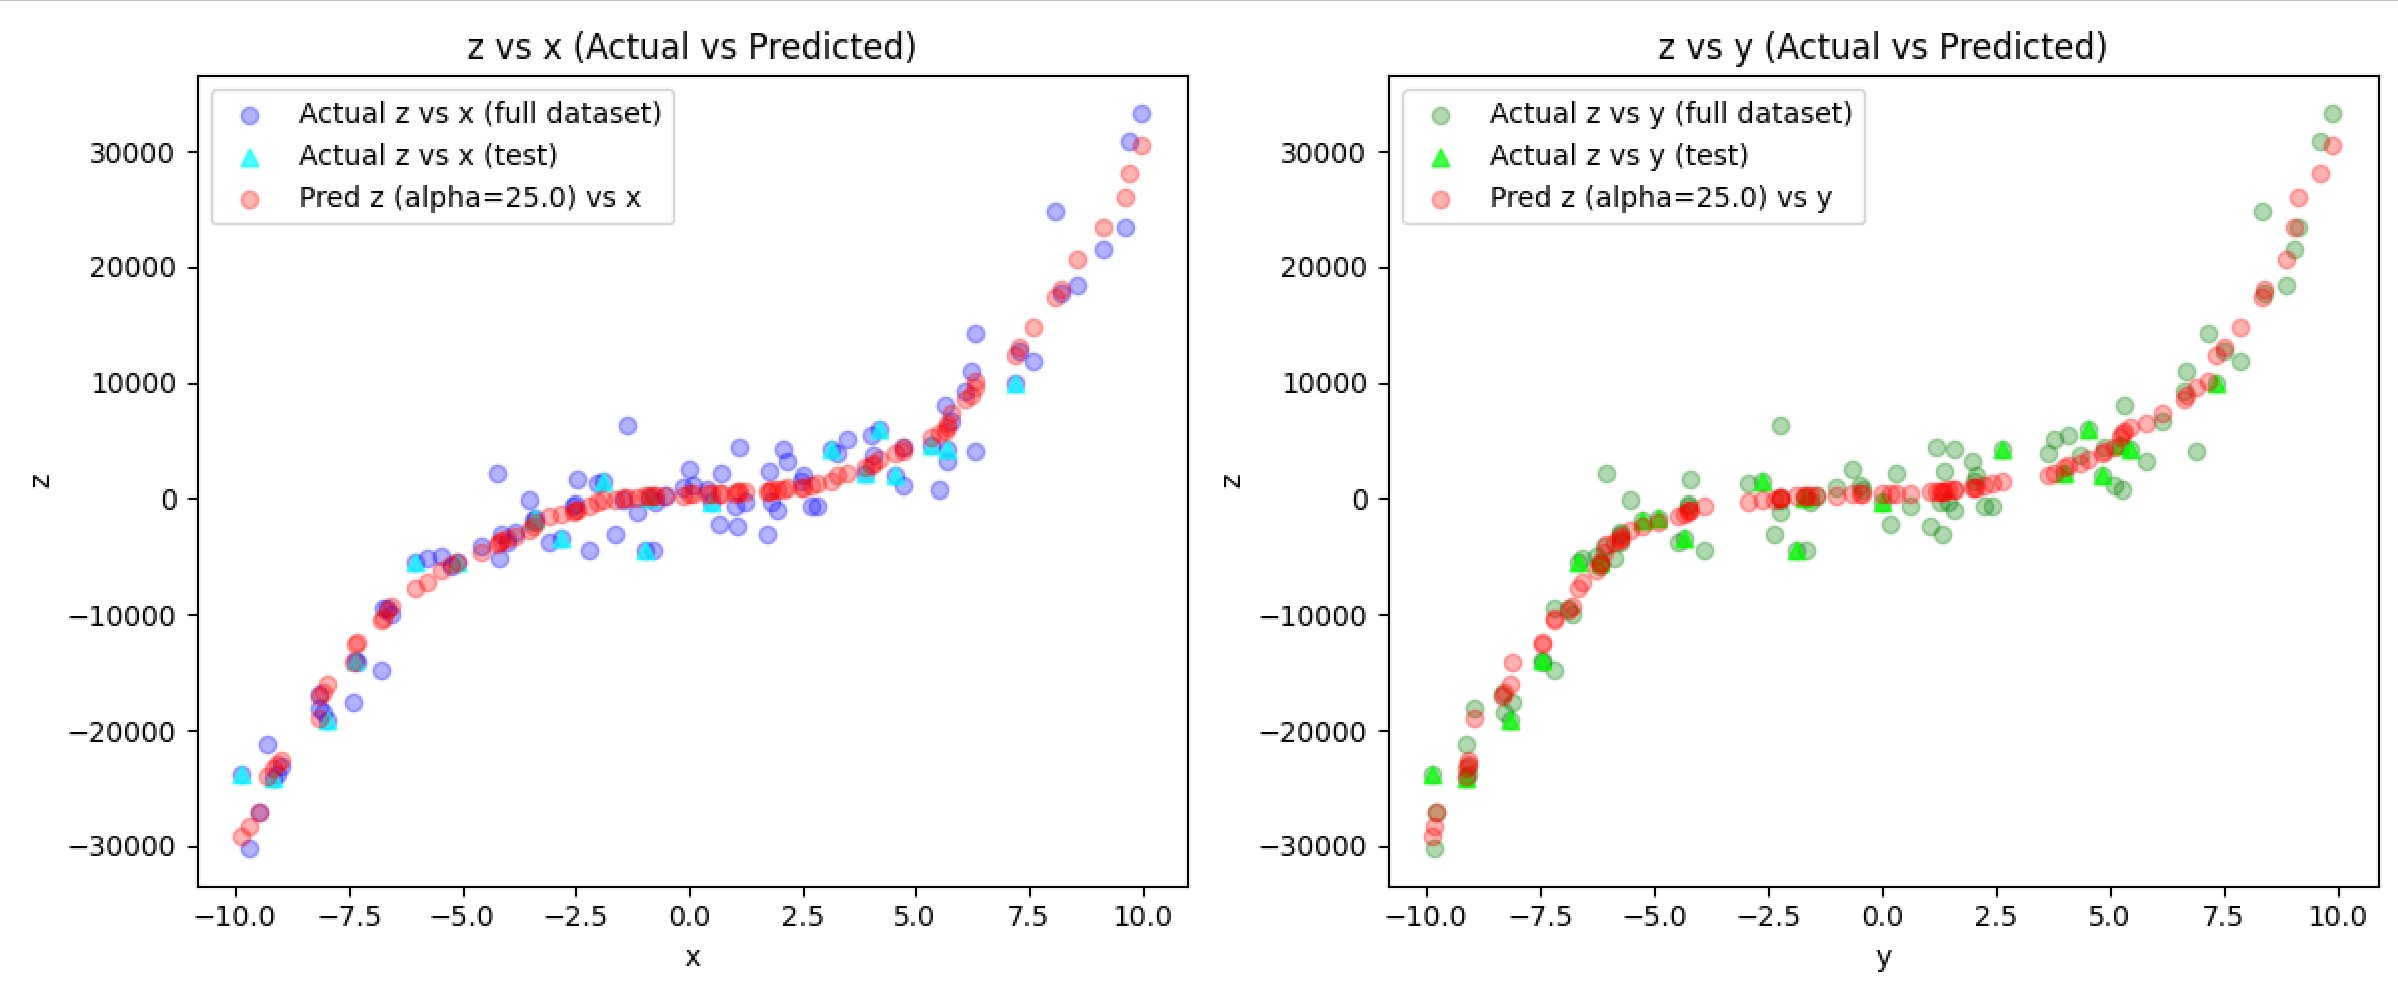 z vs x (Actual vs Predicted)
Actual z vs x (full dataset)
Actual z vs x (test)
Pred z (alpha=25.0) vs x
30000
20000
10000
0
−10000
−20000
−30000
z
−10.0 −7.5 −5.0 −2.5 0.0 2.5 5.0 7.5 10.0
x
z vs y (Actual vs Predicted)
Actual z vs y (full dataset)
Actual z vs y (test)
Pred z (alpha=25.0) vs y
30000
20000
10000
0
−10000
−20000
−30000
z
−10.0 −7.5 −5.0 −2.5 0.0 2.5 5.0 7.5 10.0
y